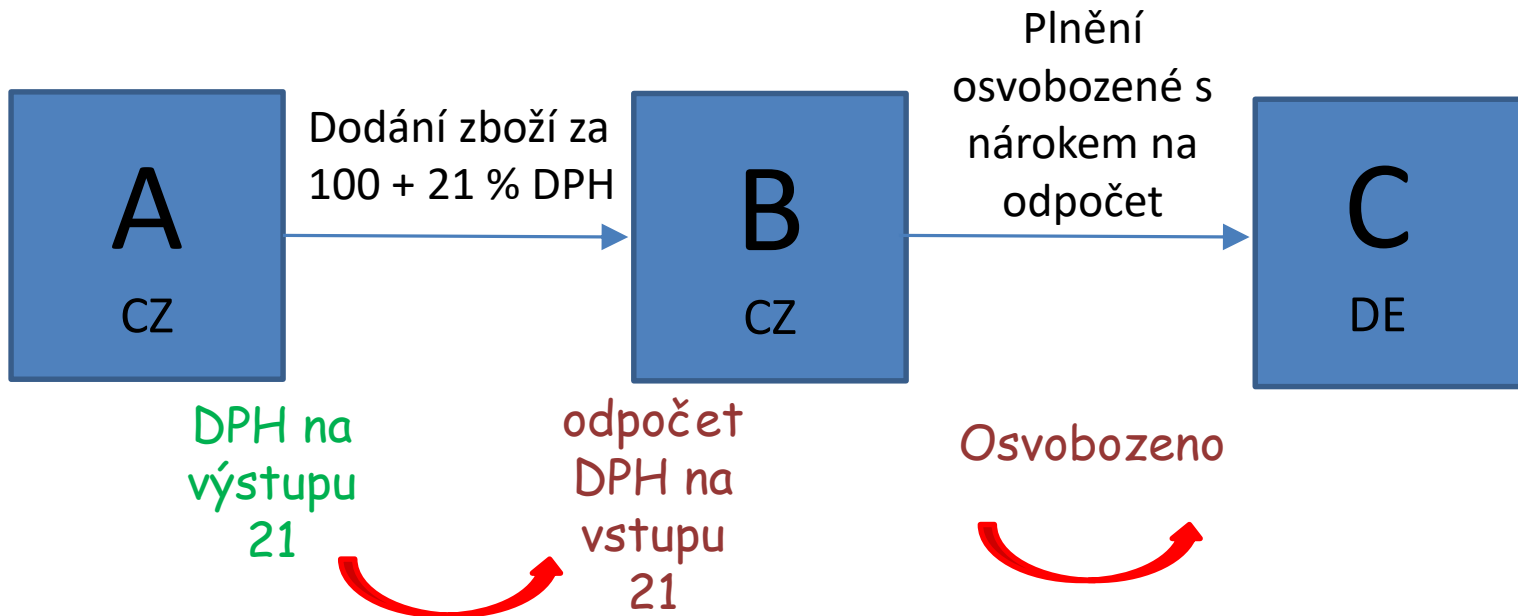 A
CZ
Dodání zboží za
100 + 21 % DPH
B
CZ
Plnění
osvobozené s
nárokem na
odpočet
C
DE
DPH na
výstupu
21
odpočet
DPH na
vstupu
21
Osvobozeno